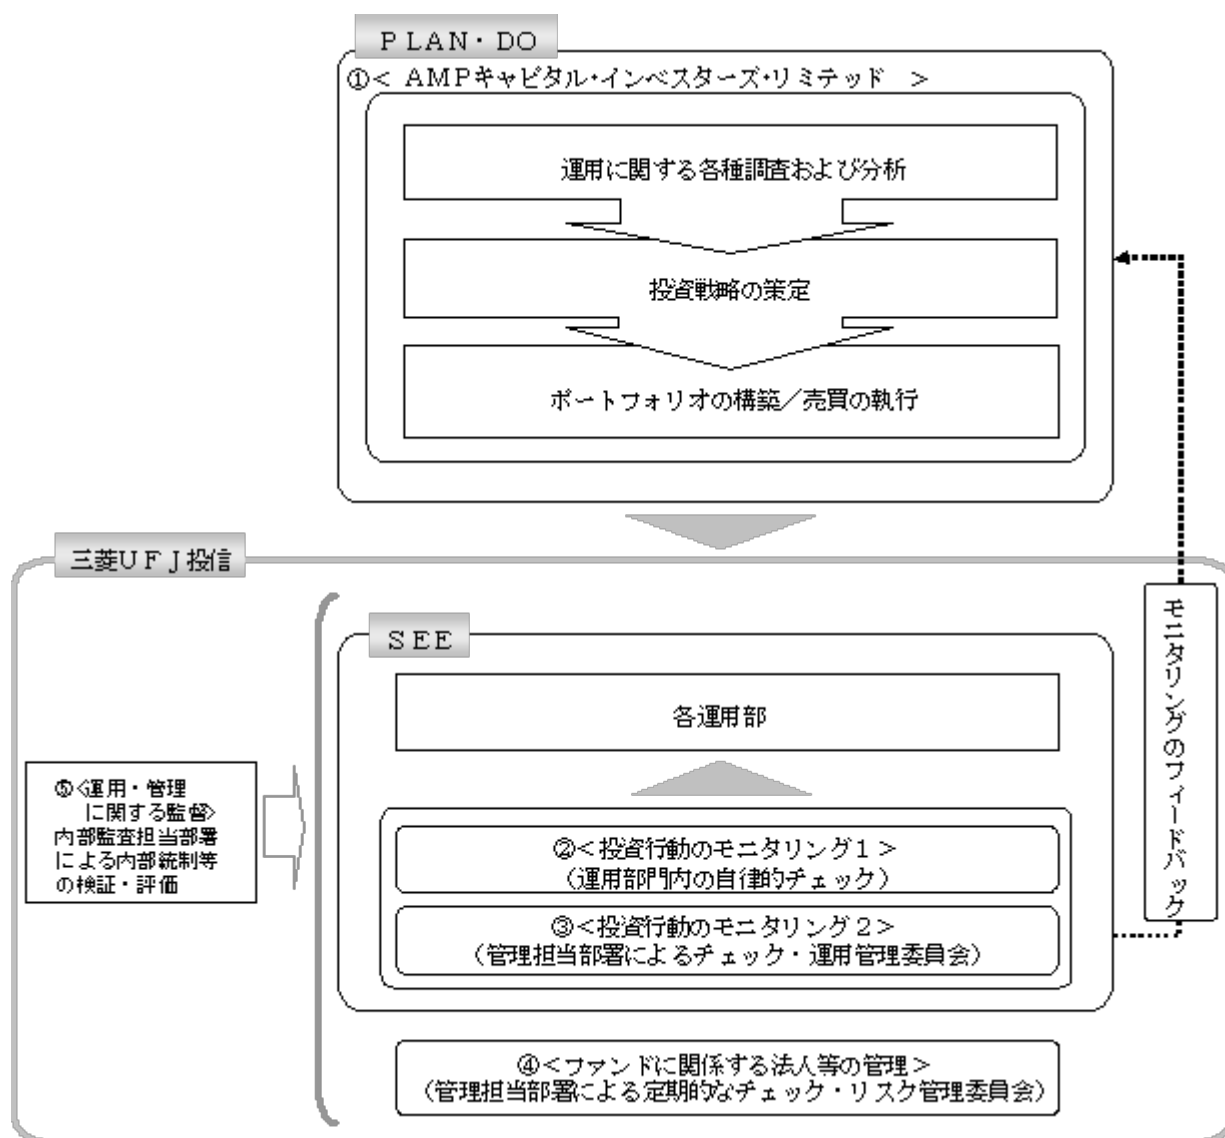 ＰＬＡＮ・ＤＯ
①＜ ＡＭＰキャピタル・インベスターズ・リミテッド ＞
運用に関する各種調査および分析
投資戦略の策定
ポートフォリオの構築／売買の執行
三菱ＵＦＪ投信
ＳＥＥ
各運用部
②＜投資行動のモニタリング１＞
（運用部門内の自律的チェック）
③＜投資行動のモニタリング２＞
（管理担当部署によるチェック・運用管理委員会）
④＜ファンドに関係する法人等の管理＞
（管理担当部署による定期的なチェック・リスク管理委員会）
⑤＜運用・管理
に関する監督＞
内部監査担当部署
による内部統制等
の検証・評価
モニタリングのフィードバック